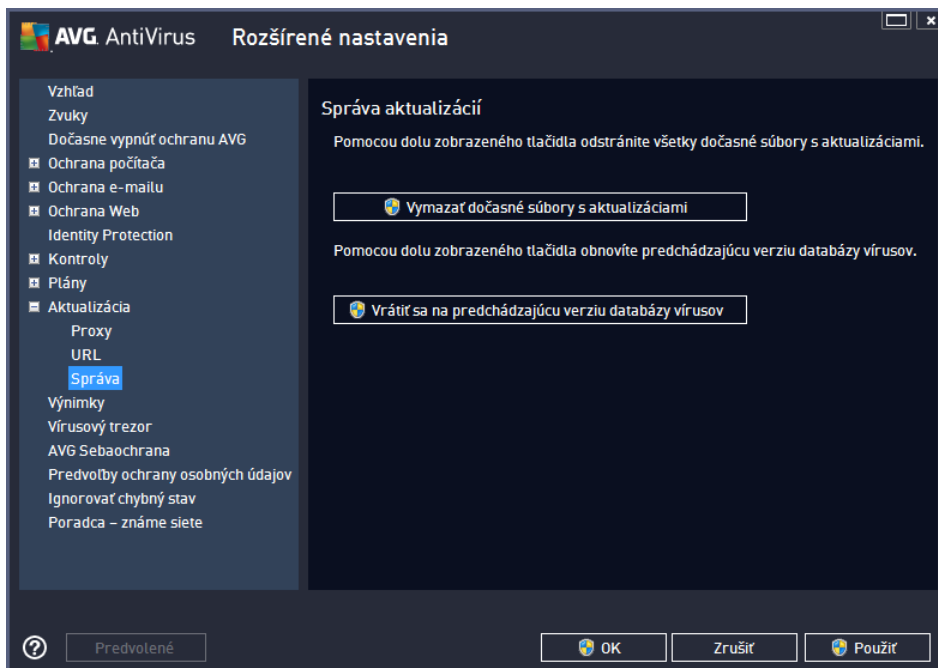 AVG. AntiVirus Rozšírené nastavenia
Vzhľad
Zvuky
Dočasne vypnúť ochranu AVG
Ochrana počítača
Ochrana e-mailu
Ochrana Web
Identity Protection
Kontroly
Plány
Aktualizácia
Proxy
URL
Správa
Výnimky
Vírusový trezor
AVG Sebaochrana
Predvoľby ochrany osobných údajov
Ignorovať chybný stav
Poradca – známe siete
Správa aktualizácií
Pomocou dolu zobrazeného tlačidla odstránite všetky dočasné súbory s aktualizáciami.
Vymazať dočasné súbory s aktualizáciami
Pomocou dolu zobrazeného tlačidla obnovíte predchádzajúcu verziu databázy vírusov.
Vrátiť sa na predchádzajúcu verziu databázy vírusov
Predvolené
OK
Zrušiť
Použiť